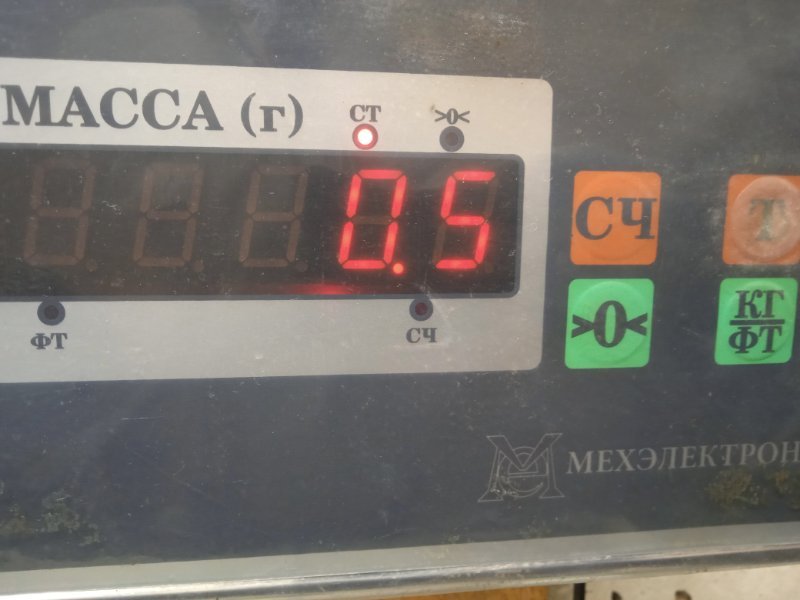 МАССА (г)
СТ
>0<
0.5
СЧ
Т
ФТ
СЧ
>0<
КГ
ФТ
МЕХЭЛЕКТРОН